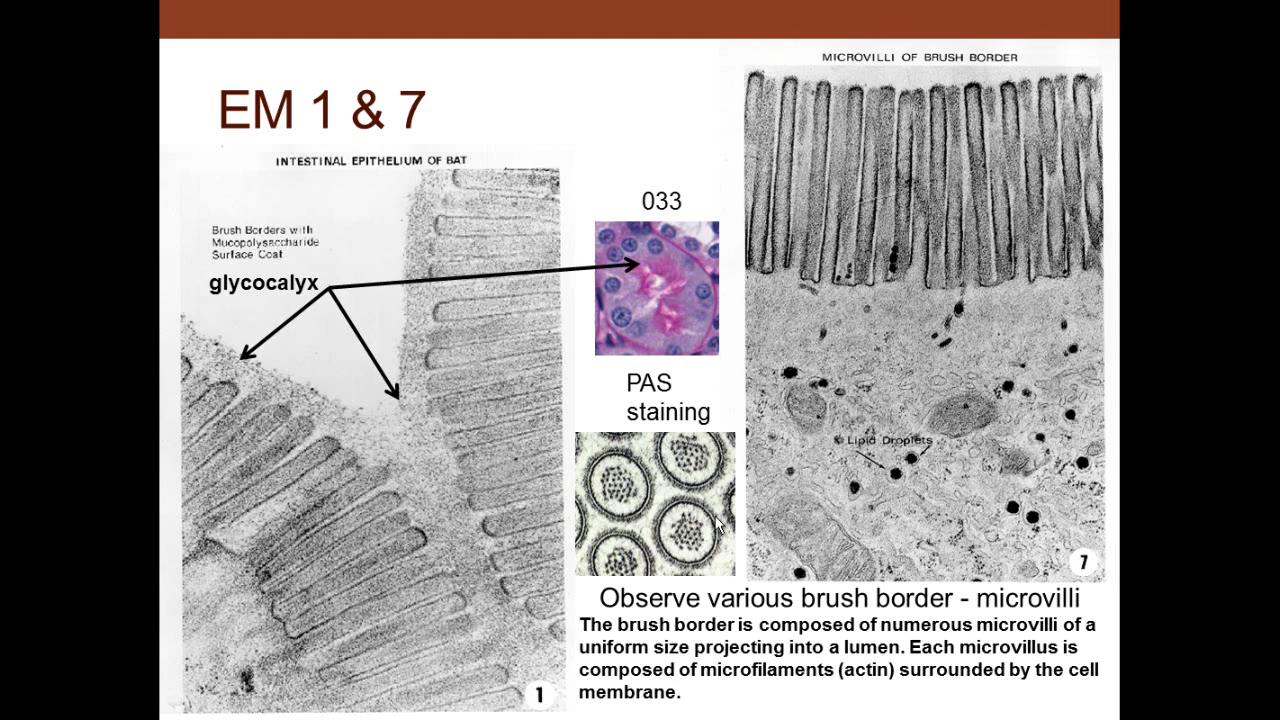 EM 1 & 7
INTESTINAL EPITHELIUM OF BAT
Brush Borders with
Mucopolysaccharide
Surface Coat
glycocalyx
1
033
PAS
staining
MICROVILLI OF BRUSH BORDER
Lipid Droplets
7
Observe various brush border - microvilli
The brush border is composed of numerous microvilli of a
uniform size projecting into a lumen. Each microvillus is
composed of microfilaments (actin) surrounded by the cell
membrane.